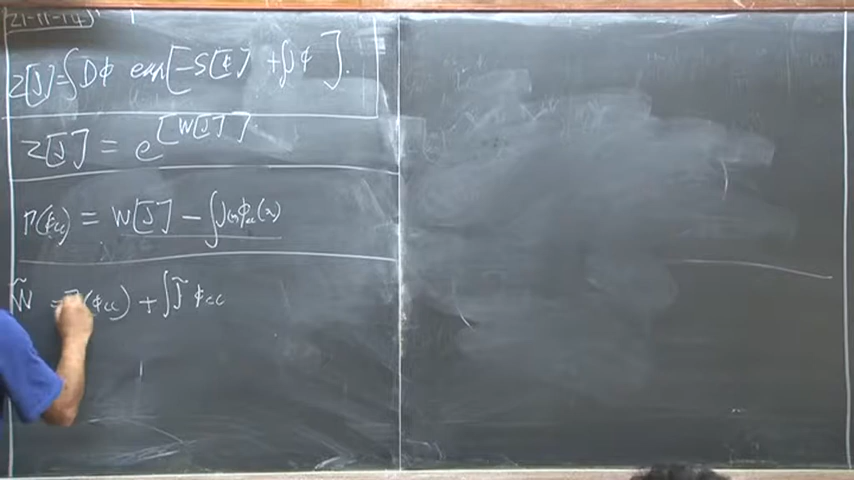 21-11-14
Z[J] = ∫Dφ exp[-S[φ] + ∫Jφ].
Z[J] = e^[W[J]]
Γ(φcl) = W[J] - ∫J(x)φcl(x)
W̃ = Γ(φcl) + ∫J̃ φcl